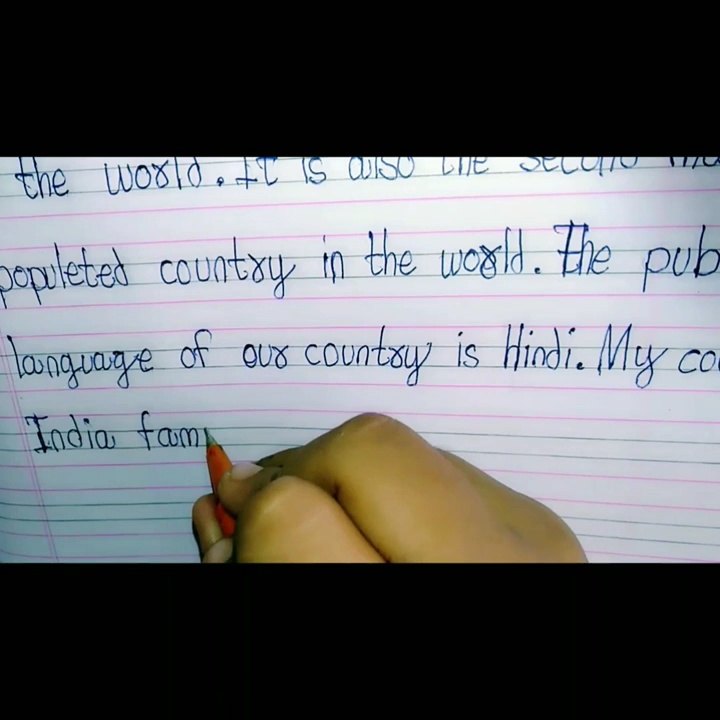 the world. It is also the second
populeted country in the world. The pub
language of our country is Hindi. My co
India fam